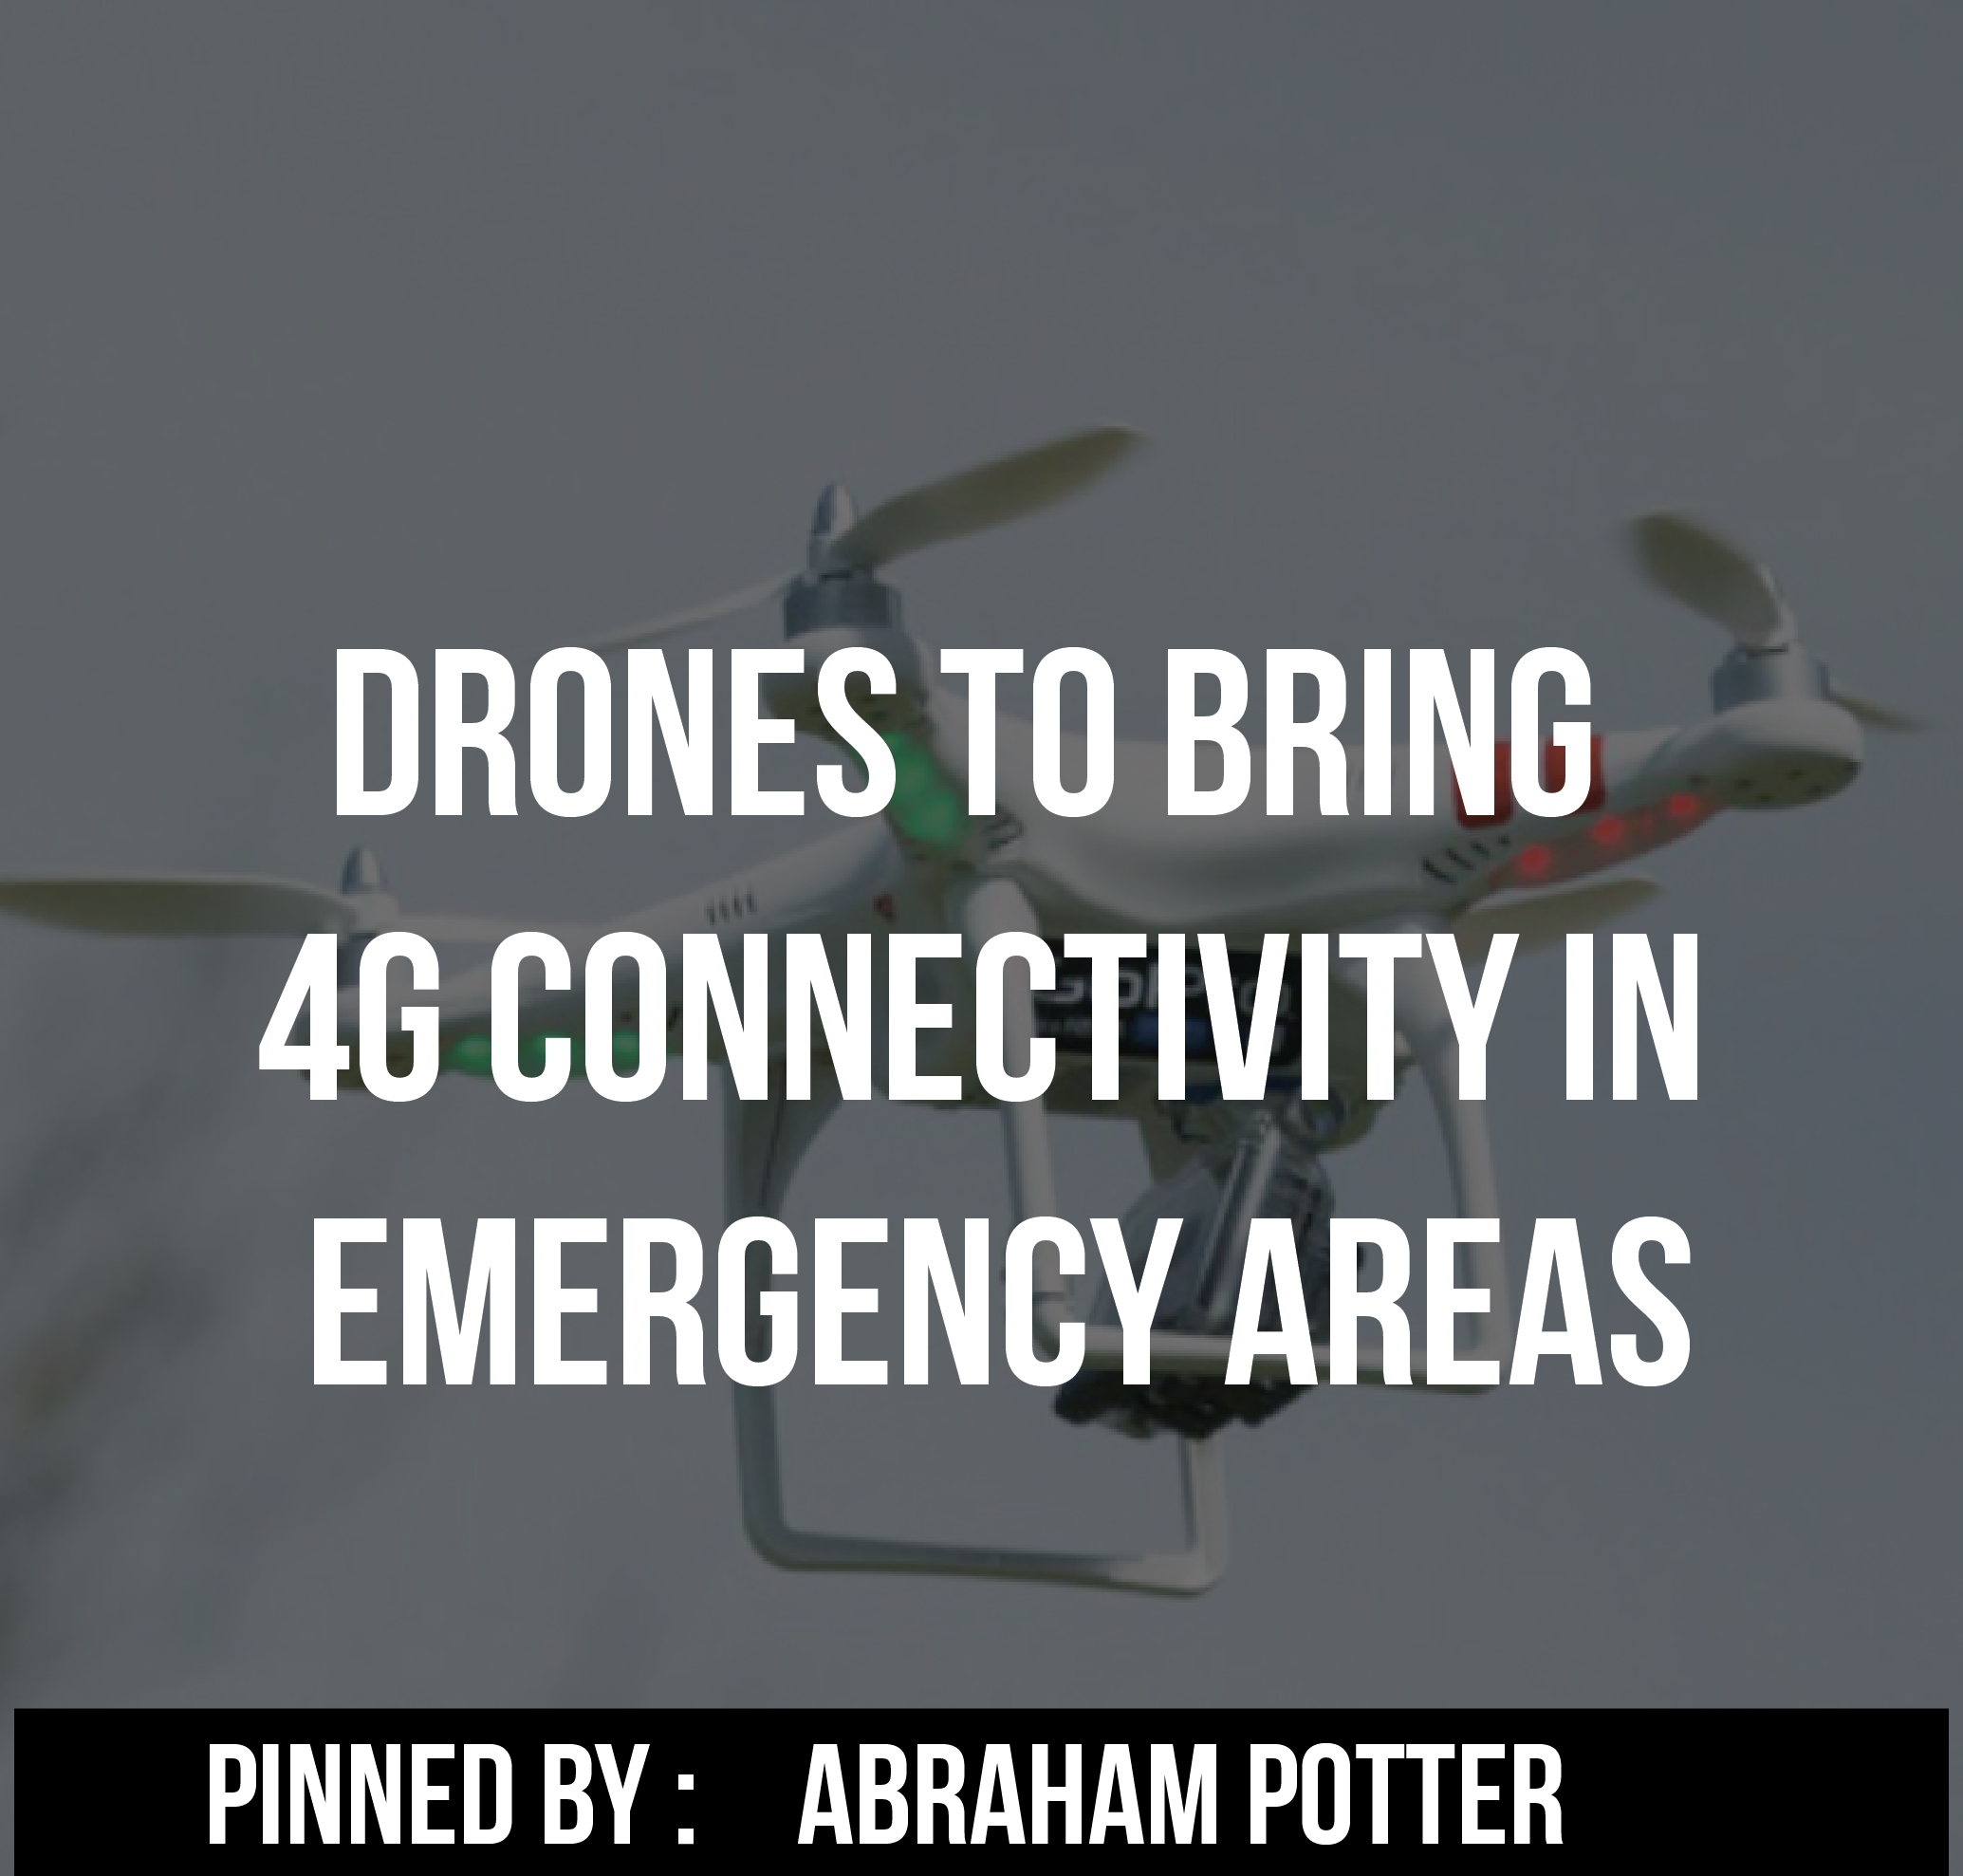 DRONES TO BRING
4G CONNECTIVITY IN
EMERGENCY AREAS
PINNED BY : ABRAHAM POTTER